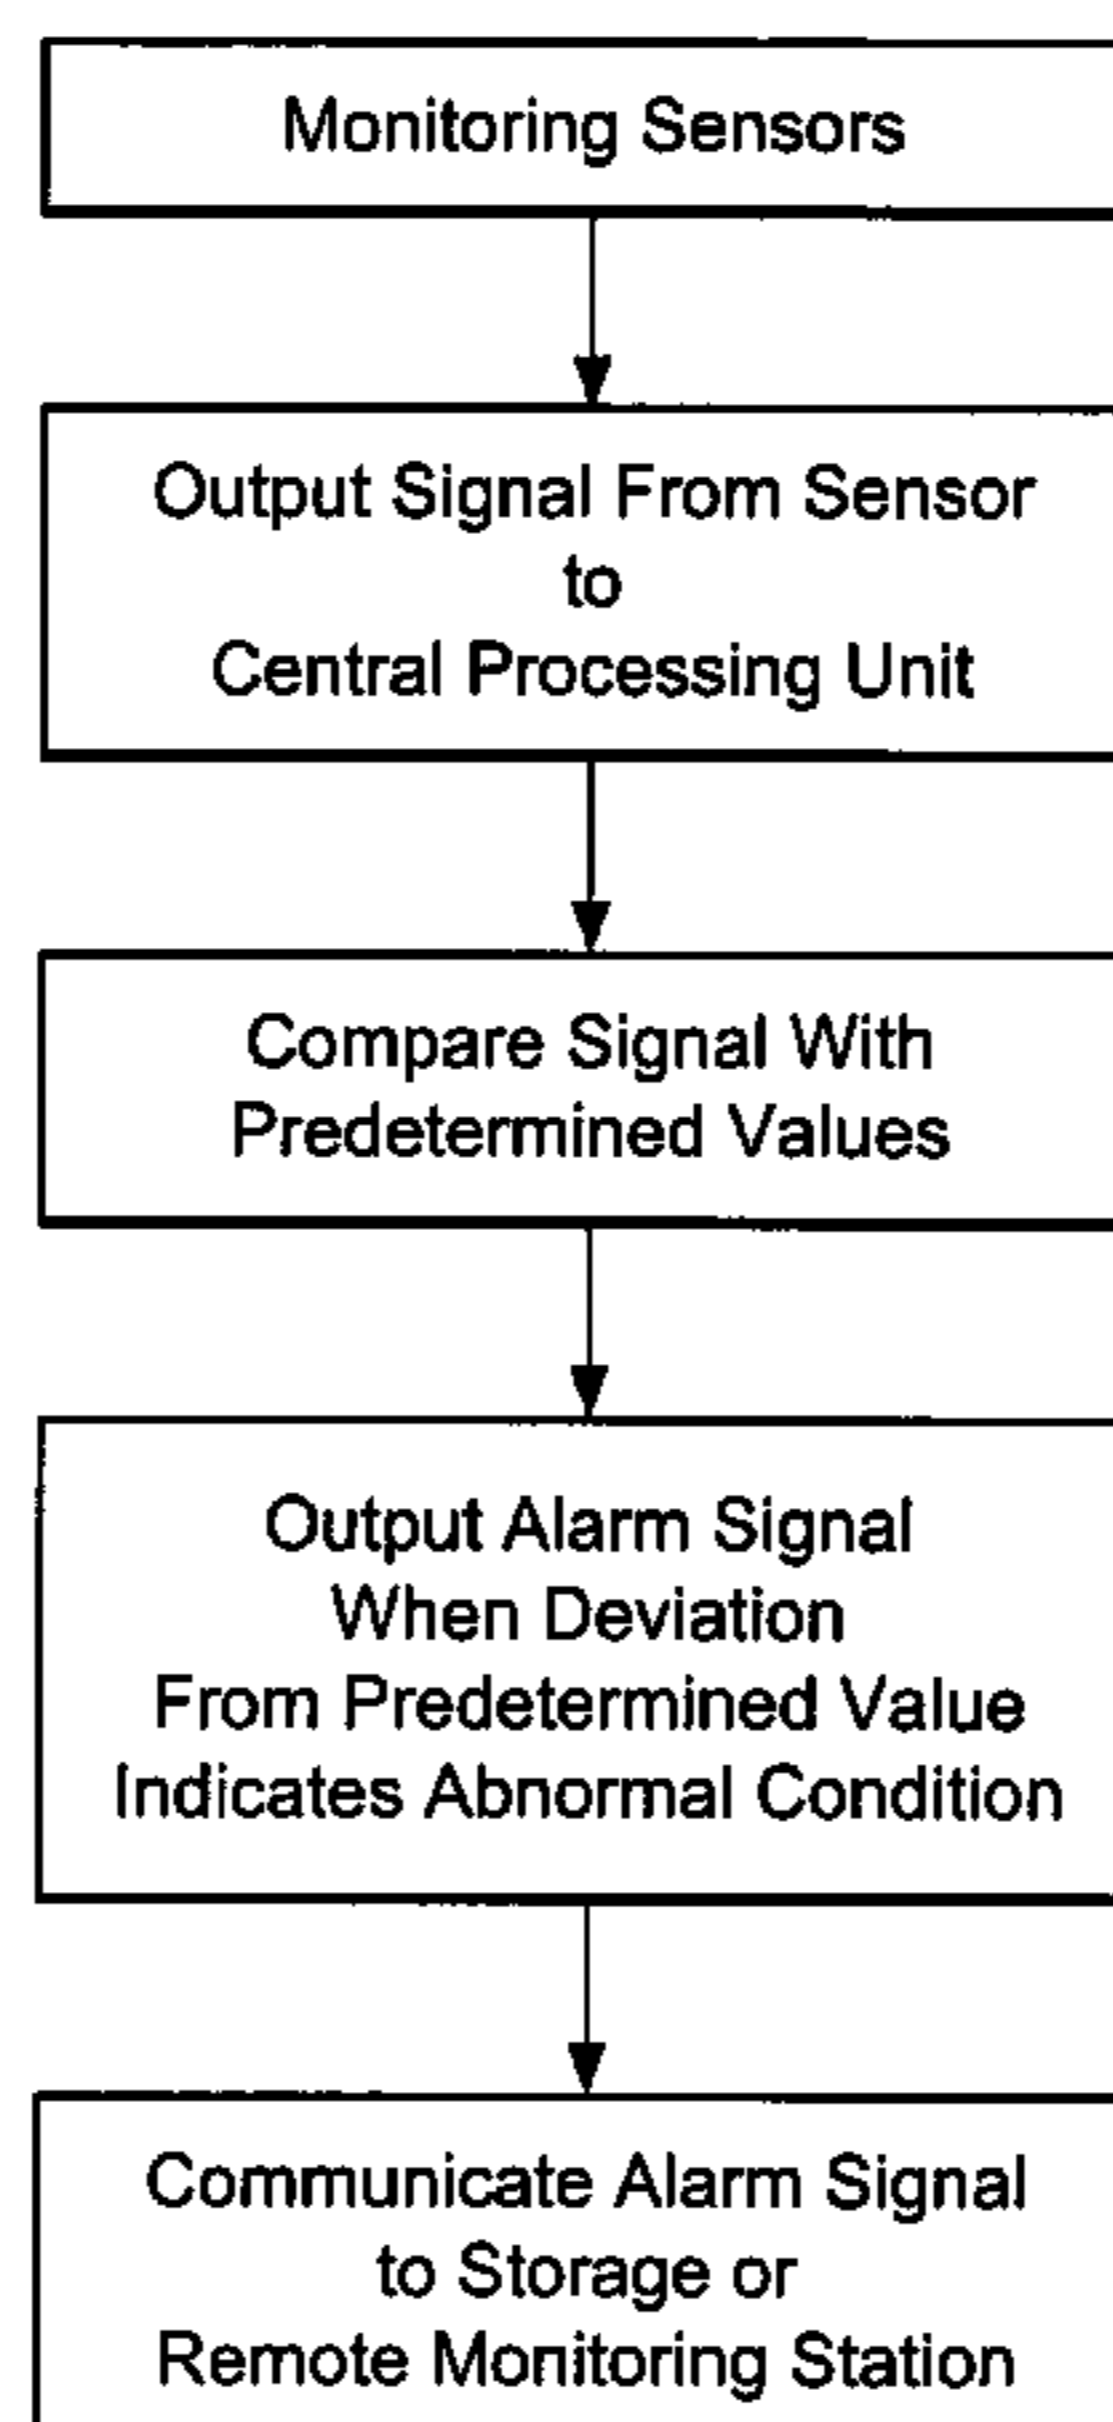 Monitoring Sensors
Output Signal From Sensor
to
Central Processing Unit
Compare Signal With
Predetermined Values
Output Alarm Signal
When Deviation
From Predetermined Value
Indicates Abnormal Condition
Communicate Alarm Signal
to Storage or
Remote Monitoring Station